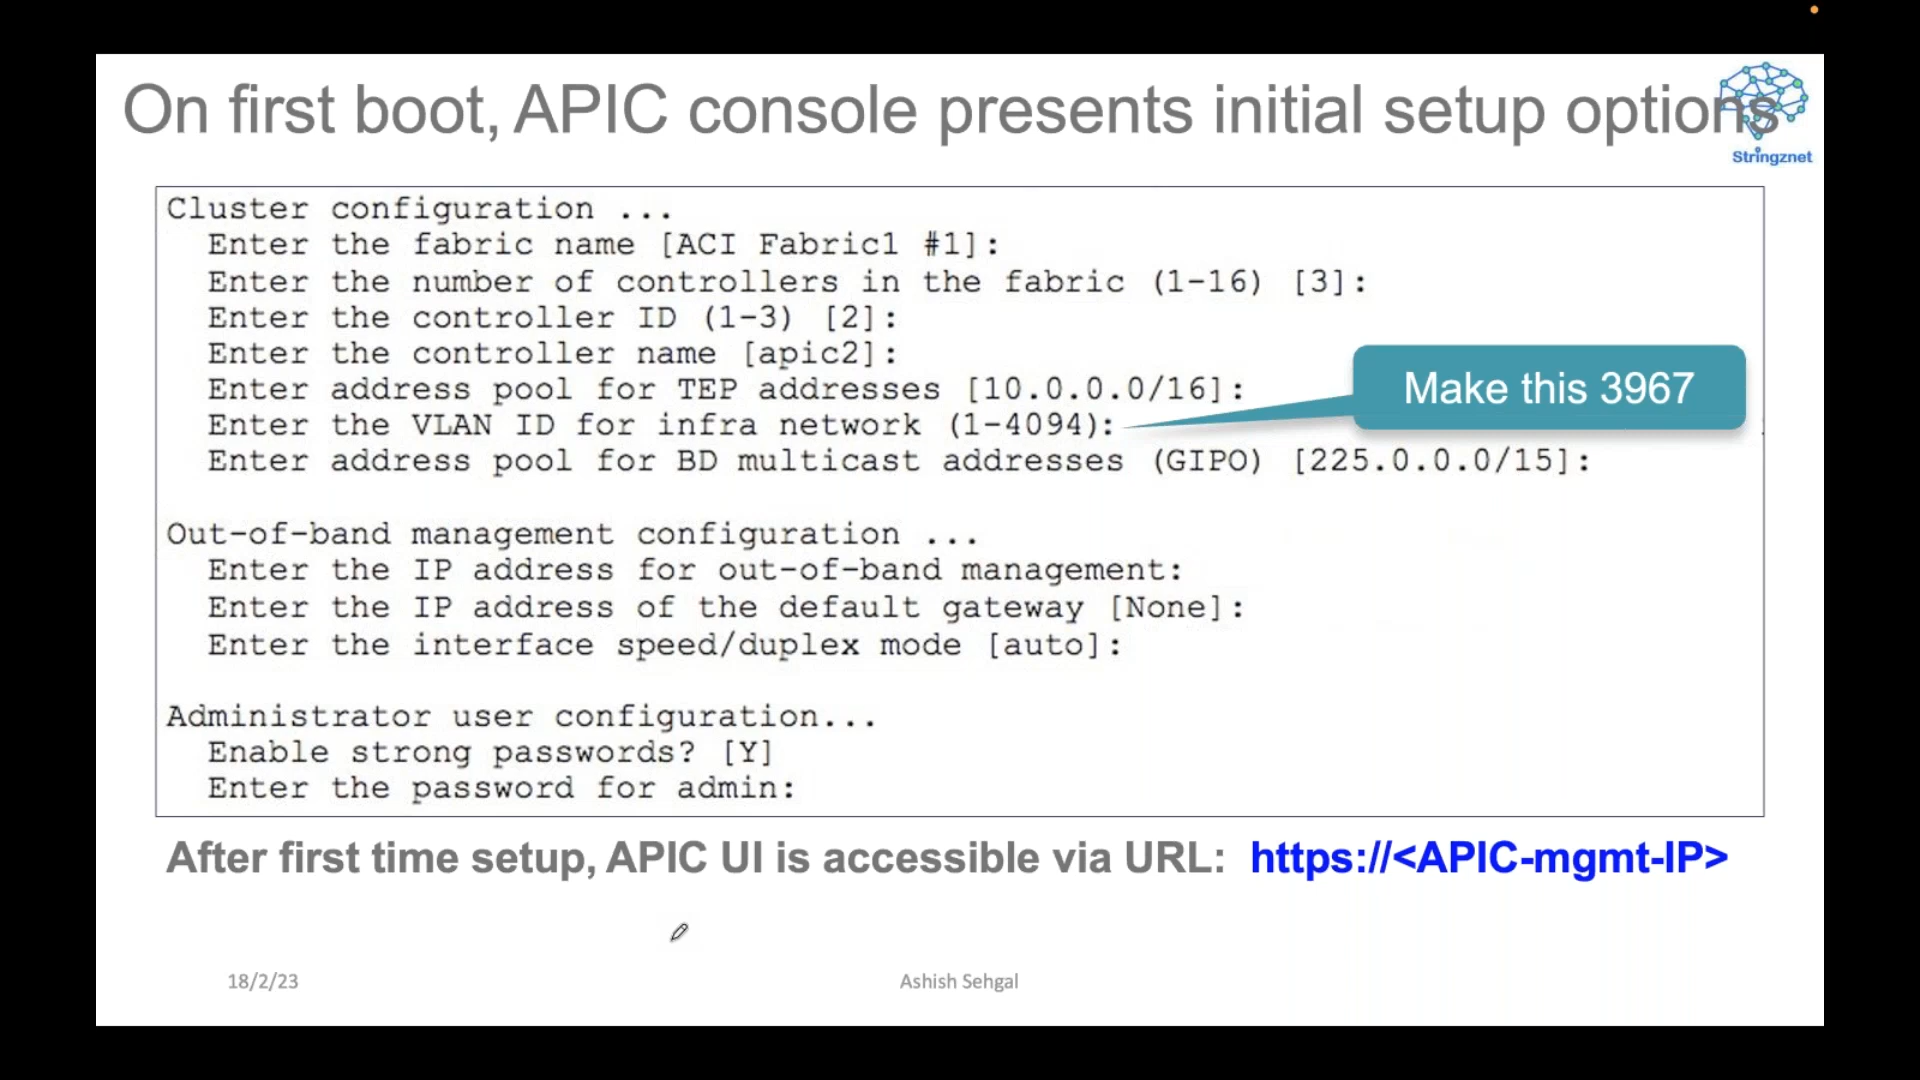 On first boot, APIC console presents initial setup options
Stringznet
Cluster configuration ...
Enter the fabric name [ACI Fabric1 #1]:
Enter the number of controllers in the fabric (1-16) [3]:
Enter the controller ID (1-3) [2]:
Enter the controller name [apic2]:
Enter address pool for TEP addresses [10.0.0.0/16]:
Make this 3967
Enter the VLAN ID for infra network (1-4094):
Enter address pool for BD multicast addresses (GIPO) [225.0.0.0/15]:
Out-of-band management configuration ...
Enter the IP address for out-of-band management:
Enter the IP address of the default gateway [None]:
Enter the interface speed/duplex mode [auto]:
Administrator user configuration...
Enable strong passwords? [Y]
Enter the password for admin:
After first time setup, APIC UI is accessible via URL: https://<APIC-mgmt-IP>
18/2/23
Ashish Sehgal